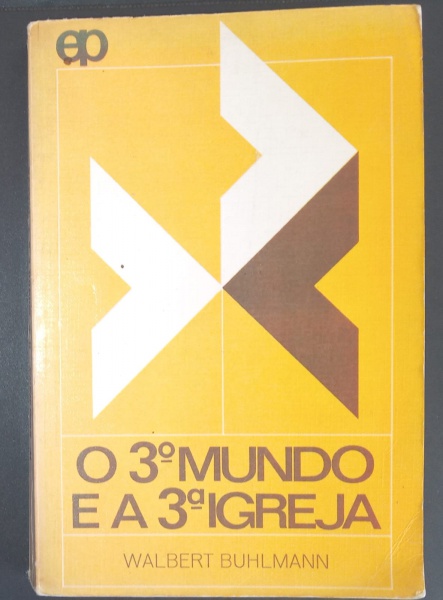 ep
O 3º MUNDO
E A 3ª IGREJA
WALBERT BUHLMANN